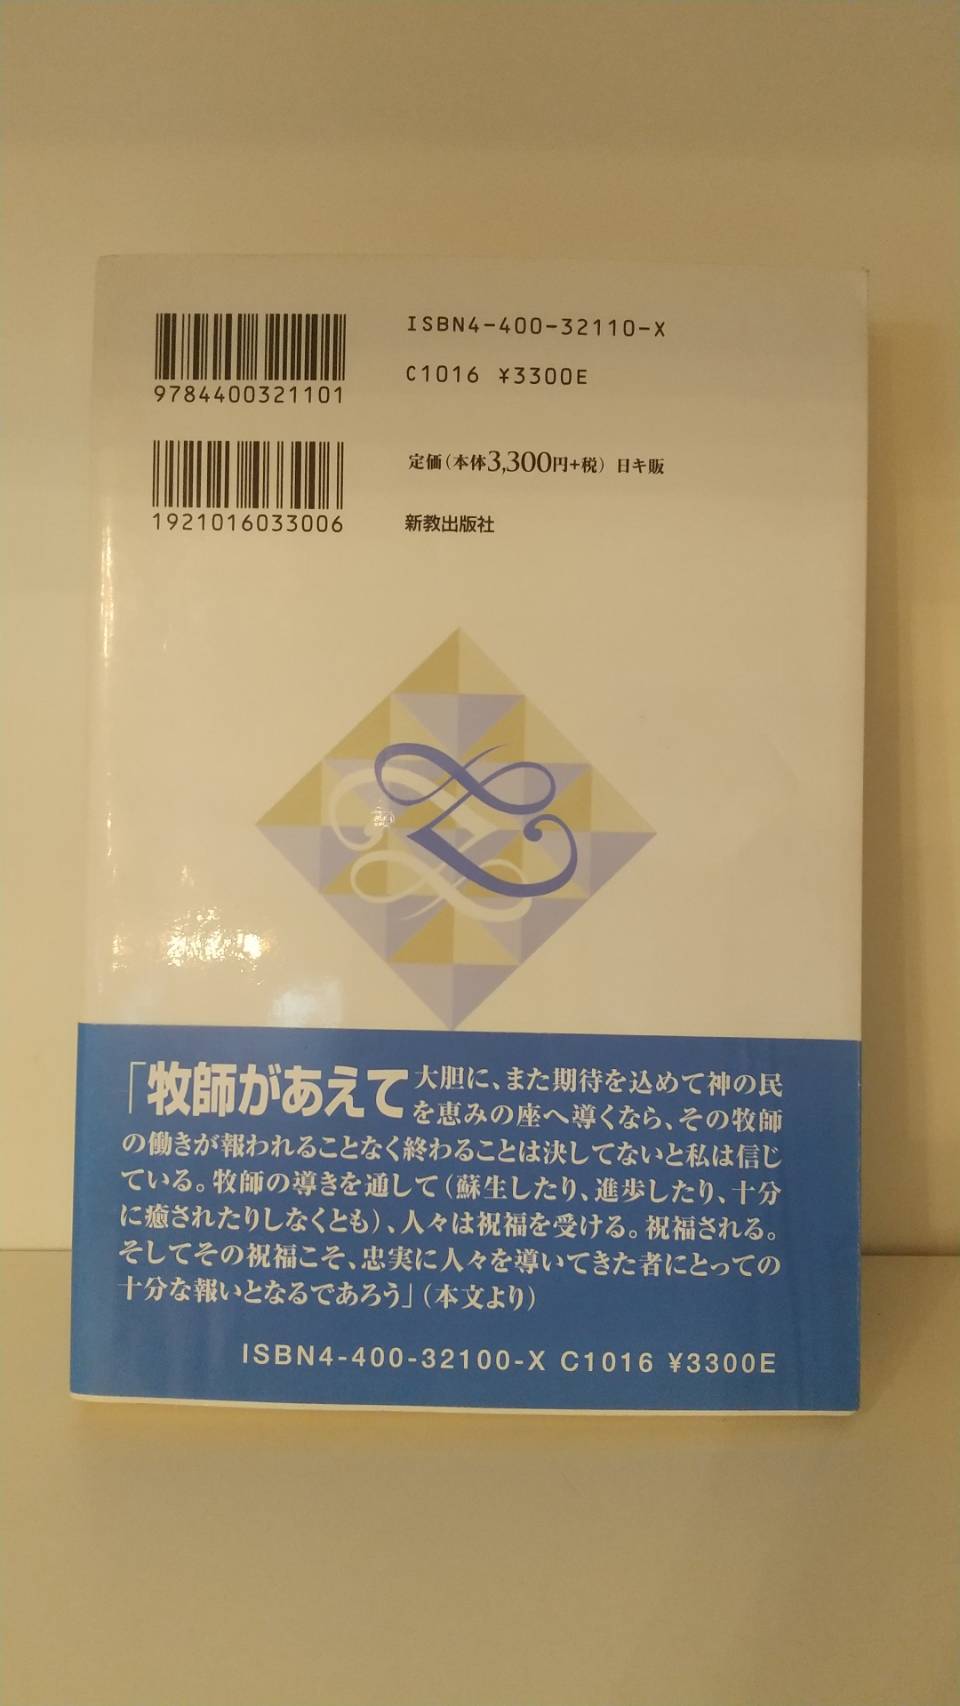 ISBN4-400-32110-X
9784400321101
C1016 ¥3300E
1921016033006
定価(本体3,300円+税) 日キ販
新教出版社
「牧師があえて大胆に、また期待を込めて神の民
を恵みの座へ導くなら、その牧師
の働きが報われることなく終わることは決してないと私は信じ
ている。牧師の導きを通して(蘇生したり、進歩したり、十分
に癒されたりしなくとも)、人々は祝福を受ける。祝福される。
そしてその祝福こそ、忠実に人々を導いてきた者にとっての
十分な報いとなるであろう」(本文より)
ISBN4-400-32100-X C1016 ¥3300E